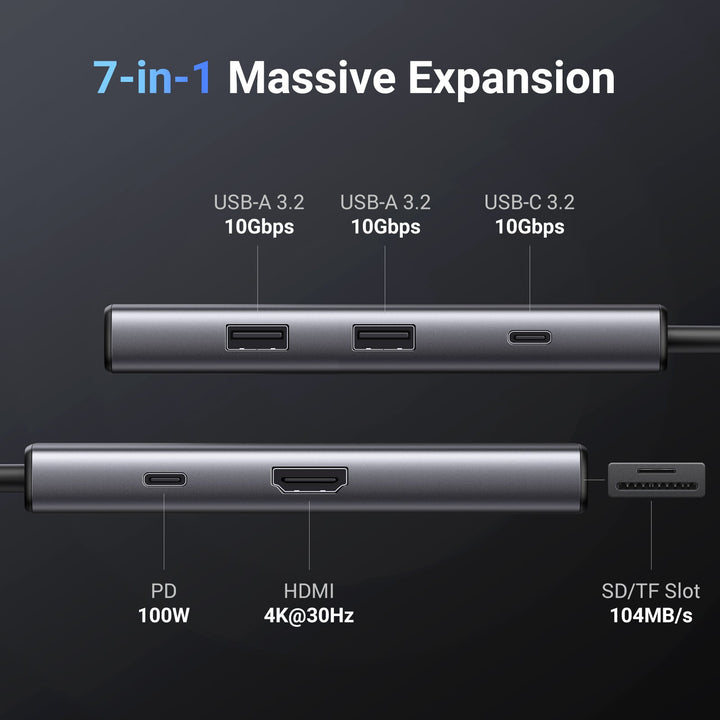 7-in-1 Massive Expansion
USB-A 3.2
10Gbps
USB-A 3.2
10Gbps
USB-C 3.2
10Gbps
PD
100W
HDMI
4K@30Hz
SD/TF Slot
104MB/s